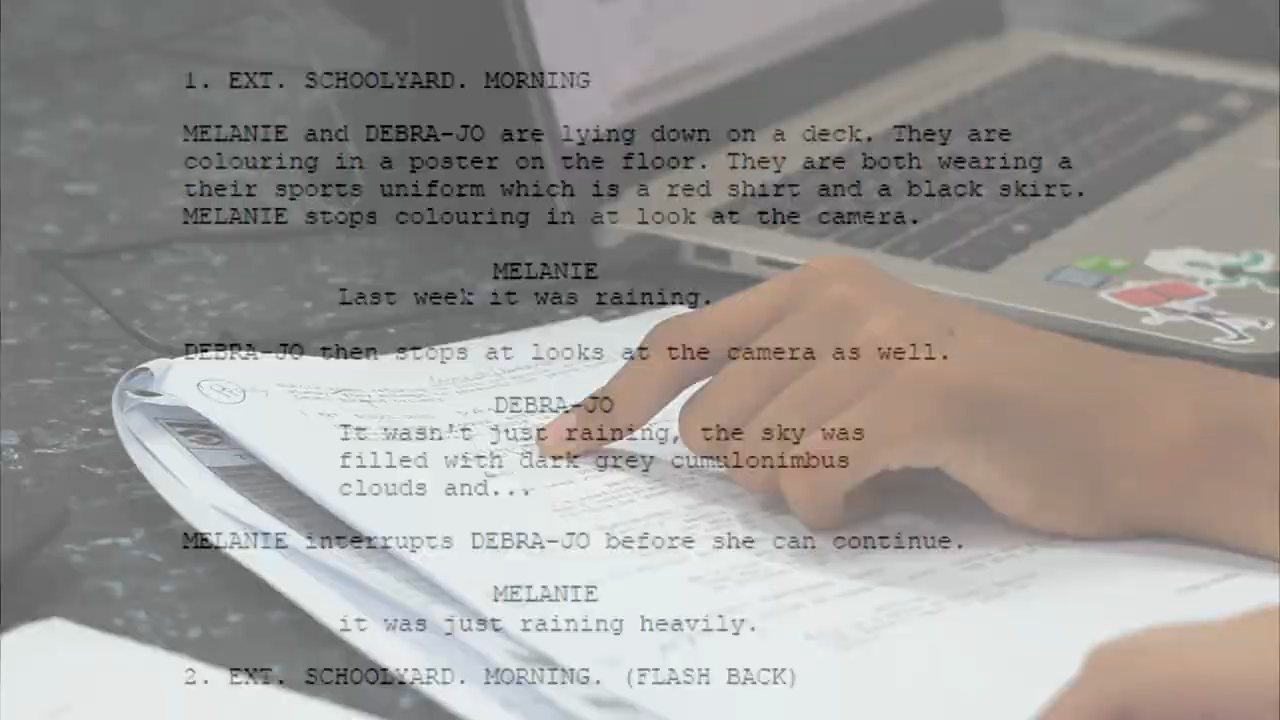 1. EXT. SCHOOLYARD. MORNING
MELANIE and DEBRA-JO are lying down on a deck. They are
colouring in a poster on the floor. They are both wearing a
their sports uniform which is a red shirt and a black skirt.
MELANIE stops colouring in at look at the camera.
MELANIE
Last week it was raining.
DEBRA-JO then stops at looks at the camera as well.
DEBRA-JO
It wasn't just raining, the sky was
filled with dark grey cumulonimbus
clouds and...
MELANIE interrupts DEBRA-JO before she can continue.
MELANIE
it was just raining heavily.
2. EXT. SCHOOLYARD. MORNING. (FLASH BACK)